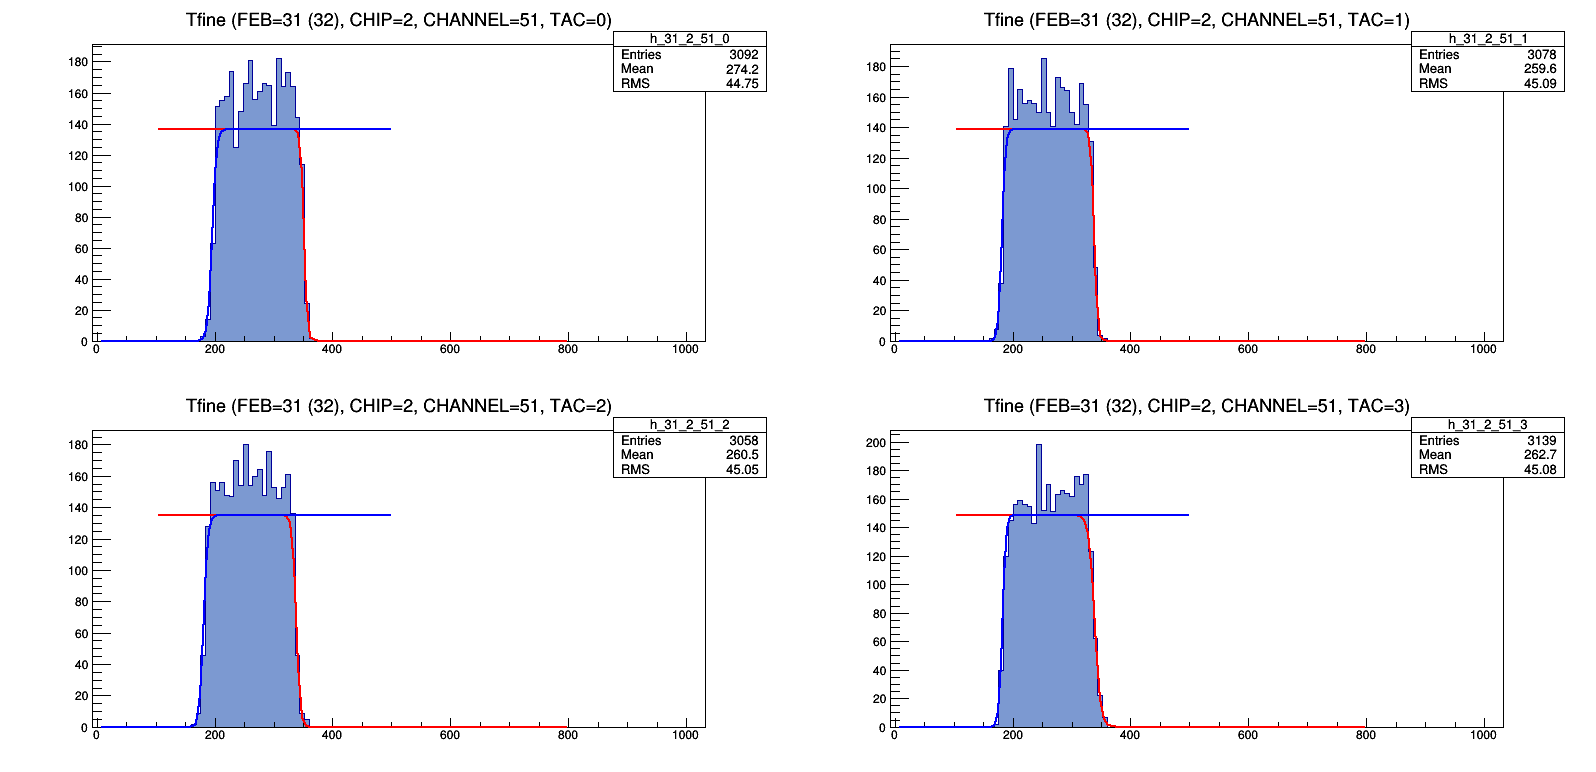 Tfine (FEB=31 (32), CHIP=2, CHANNEL=51, TAC=0)
h_31_2_51_0
Entries 3092
Mean 274.2
RMS 44.75
180
160
140
120
100
80
60
40
20
0
0 200 400 600 800 1000
Tfine (FEB=31 (32), CHIP=2, CHANNEL=51, TAC=1)
h_31_2_51_1
Entries 3078
Mean 259.6
RMS 45.09
180
160
140
120
100
80
60
40
20
0
0 200 400 600 800 1000
Tfine (FEB=31 (32), CHIP=2, CHANNEL=51, TAC=2)
h_31_2_51_2
Entries 3058
Mean 260.5
RMS 45.05
180
160
140
120
100
80
60
40
20
0
0 200 400 600 800 1000
Tfine (FEB=31 (32), CHIP=2, CHANNEL=51, TAC=3)
h_31_2_51_3
Entries 3139
Mean 262.7
RMS 45.08
200
180
160
140
120
100
80
60
40
20
0
0 200 400 600 800 1000